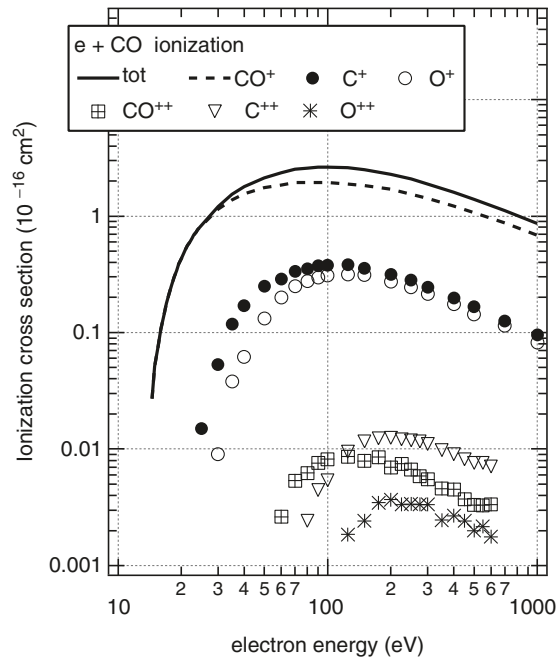 e + CO ionization
tot CO⁺ C⁺ O⁺
CO⁺⁺ C⁺⁺ O⁺⁺
Ionization cross section (10⁻¹⁶ cm²)
1
0.1
0.01
0.001
2 3 4 5 6 7 2 3 4 5 6 7
10 100 1000
electron energy (eV)